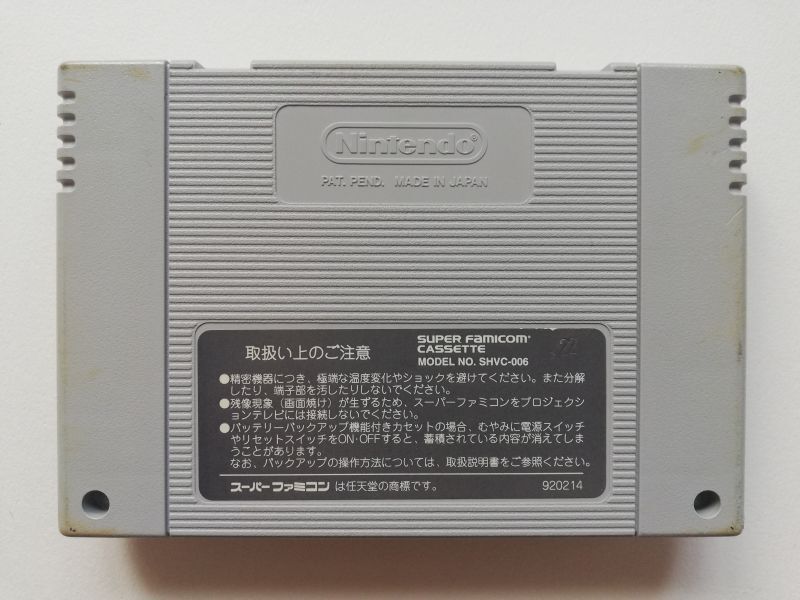 Nintendo®
PAT. PEND. MADE IN JAPAN
取扱い上のご注意
SUPER FAMICOM
CASSETTE
MODEL NO. SHVC-006
22
●精密機器につき、極端な温度変化やショックを避けてください。また分解
したり、端子部を汚したりしないでください。
●残像現象（画面焼け）が生ずるため、スーパーファミコンをプロジェクシ
ョンテレビには接続しないでください。
●バッテリーバックアップ機能付きカセットの場合、むやみに電源スイッチ
やリセットスイッチをON·OFFすると、蓄積されている内容が消えてしま
うことがあります。
なお、バックアップの操作方法については、取扱説明書をご参照ください。
スーパーファミコン は任天堂の商標です。
920214